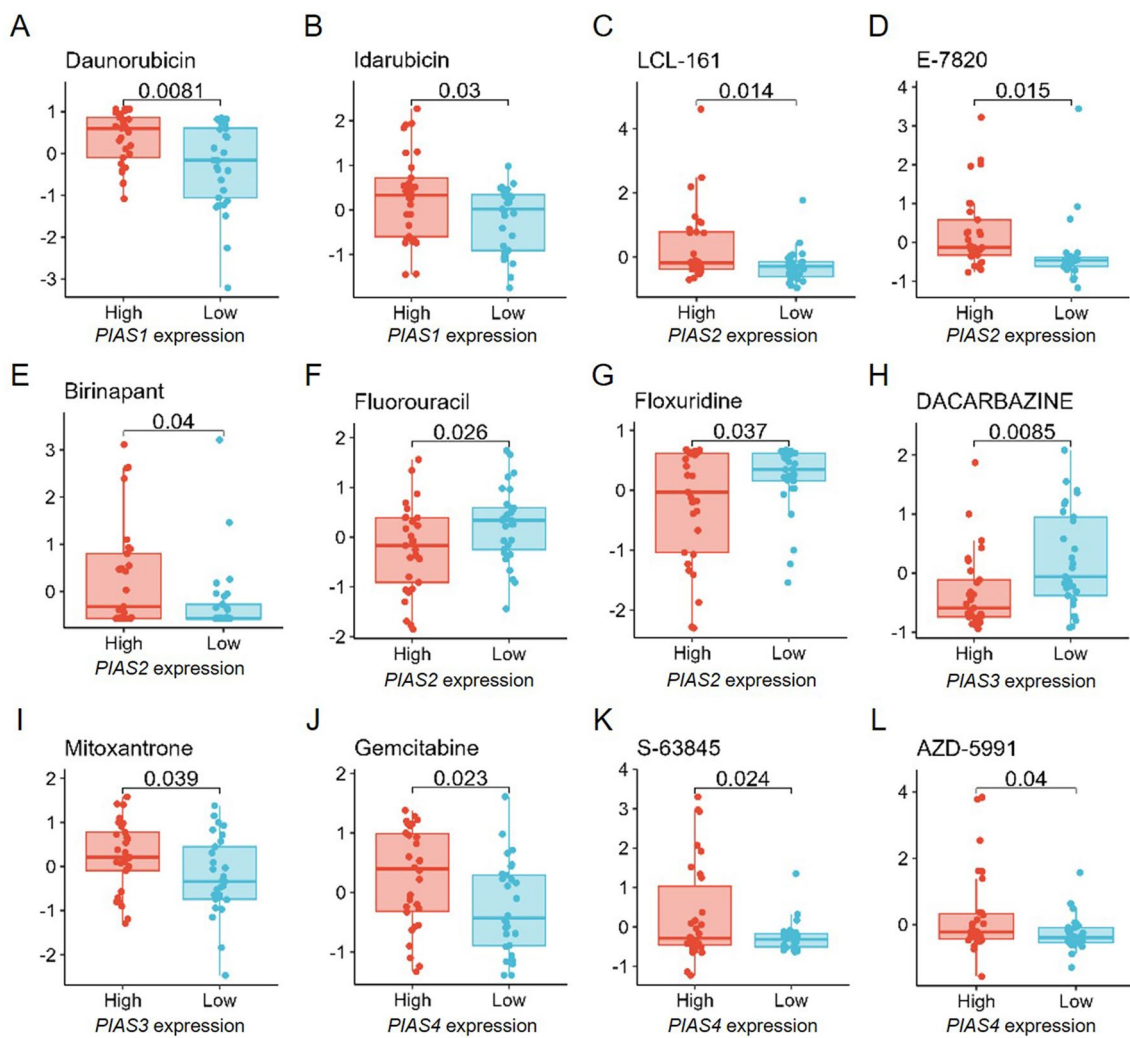 A
Daunorubicin
0.0081
1
0
-1
-2
-3
High Low
PIAS1 expression
B
Idarubicin
0.03
2
1
0
-1
High Low
PIAS1 expression
C
LCL-161
0.014
4
2
0
High Low
PIAS2 expression
D
E-7820
0.015
4
3
2
1
0
-1
High Low
PIAS2 expression
E
Birinapant
0.04
3
2
1
0
High Low
PIAS2 expression
F
Fluorouracil
0.026
2
1
0
-1
-2
High Low
PIAS2 expression
G
Floxuridine
0.037
1
0
-1
-2
High Low
PIAS2 expression
H
DACARBAZINE
0.0085
2
1
0
-1
High Low
PIAS3 expression
I
Mitoxantrone
0.039
2
1
0
-1
-2
High Low
PIAS3 expression
J
Gemcitabine
0.023
2
1
0
-1
High Low
PIAS4 expression
K
S-63845
0.024
4
3
2
1
0
-1
High Low
PIAS4 expression
L
AZD-5991
0.04
4
2
0
High Low
PIAS4 expression